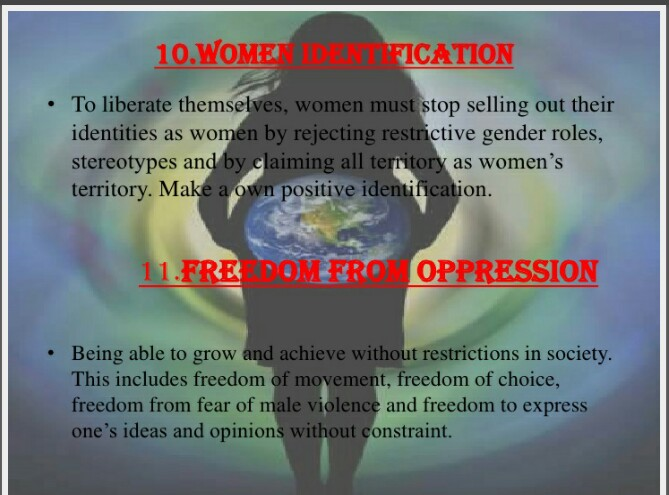 10.WOMEN IDENTIFICATION
• To liberate themselves, women must stop selling out their
identities as women by rejecting restrictive gender roles,
stereotypes and by claiming all territory as women’s
territory. Make a own positive identification.
11.FREEDOM FROM OPPRESSION
• Being able to grow and achieve without restrictions in society.
This includes freedom of movement, freedom of choice,
freedom from fear of male violence and freedom to express
one’s ideas and opinions without constraint.